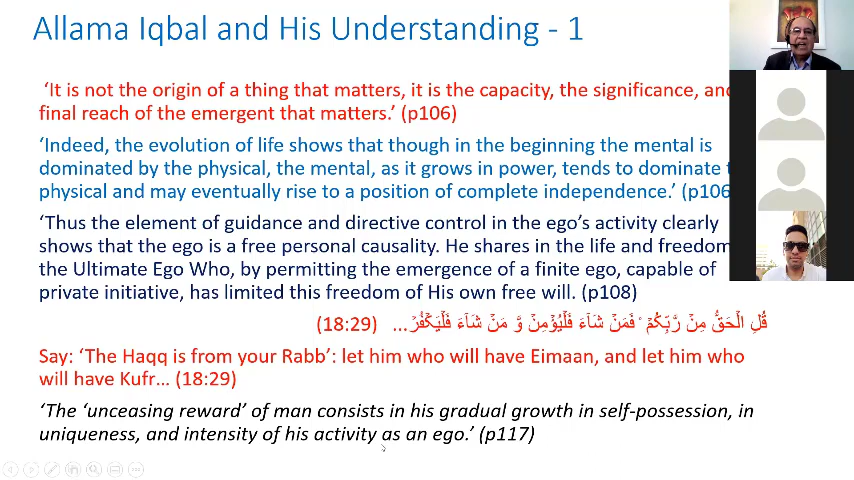 Allama Iqbal and His Understanding - 1
‘It is not the origin of a thing that matters, it is the capacity, the significance, and
final reach of the emergent that matters.’ (p106)
‘Indeed, the evolution of life shows that though in the beginning the mental is
dominated by the physical, the mental, as it grows in power, tends to dominate
physical and may eventually rise to a position of complete independence.’ (p106
‘Thus the element of guidance and directive control in the ego’s activity clearly
shows that the ego is a free personal causality. He shares in the life and freedom
the Ultimate Ego Who, by permitting the emergence of a finite ego, capable of
private initiative, has limited this freedom of His own free will. (p108)
قُلِ الۡحَقُّ مِنۡ رَّبِّكُمۡ ۟ فَمَنۡ شَآءَ فَلۡيُؤۡمِنۡ وَّ مَنۡ شَآءَ فَلۡيَكۡفُرۡ... (18:29)
Say: ‘The Haqq is from your Rabb’: let him who will have Eimaan, and let him who
will have Kufr… (18:29)
‘The ‘unceasing reward’ of man consists in his gradual growth in self-possession, in
uniqueness, and intensity of his activity as an ego.’ (p117)